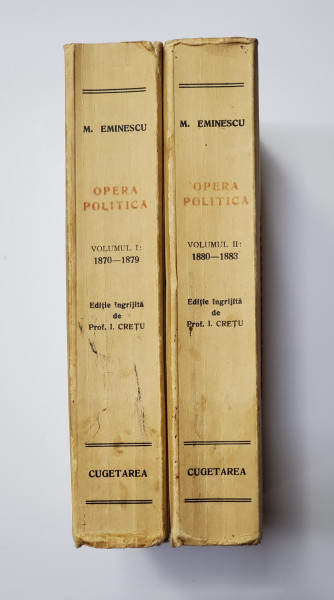 M. EMINESCU
OPERA
POLITICA
VOLUMUL I:
1870—1879
Ediție îngrijită
de
Prof. I. CREȚU
CUGETAREA
M. EMINESCU
OPERA
POLITICA
VOLUMUL II:
1880—1883
Ediție îngrijită
de
Prof. I. CREȚU
CUGETAREA